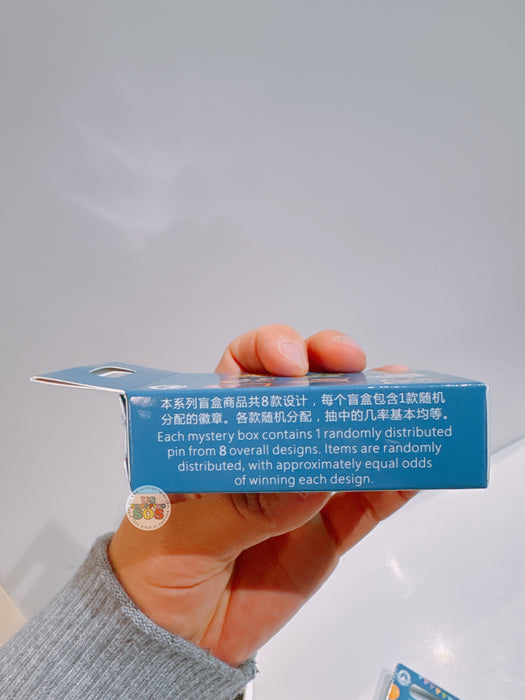 本系列盲盒商品共8款设计，每个盲盒包含1款随机
分配的徽章。各款随机分配，抽中的几率基本均等。
Each mystery box contains 1 randomly distributed
pin from 8 overall designs. Items are randomly
distributed, with approximately equal odds
of winning each design.
SOS